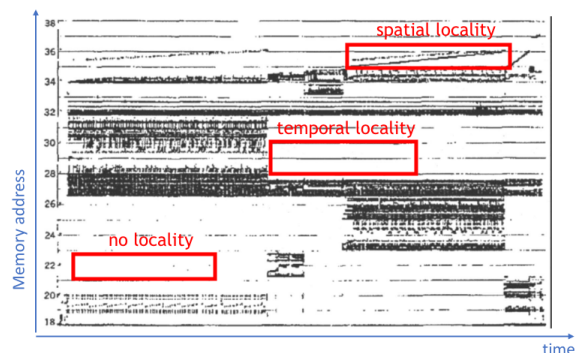 38
spatial locality
36
34
32
temporal locality
30
28
26
24
no locality
22
20
18
Memory address
time